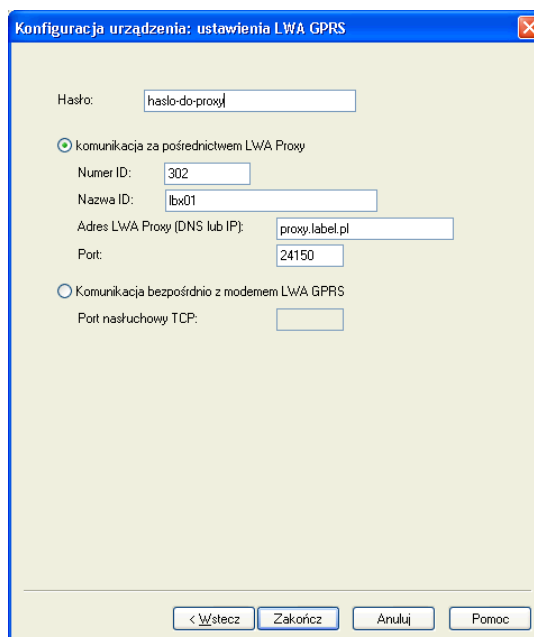 Konfiguracja urządzenia: ustawienia LWA GPRS
Hasło: haslo-do-proxy
komunikacja za pośrednictwem LWA Proxy
Numer ID: 302
Nazwa ID: lbx01
Adres LWA Proxy (DNS lub IP): proxy.label.pl
Port: 24150
Komunikacja bezpośrdnio z modemem LWA GPRS
Port nasłuchowy TCP:
< Wstecz Zakończ Anuluj Pomoc